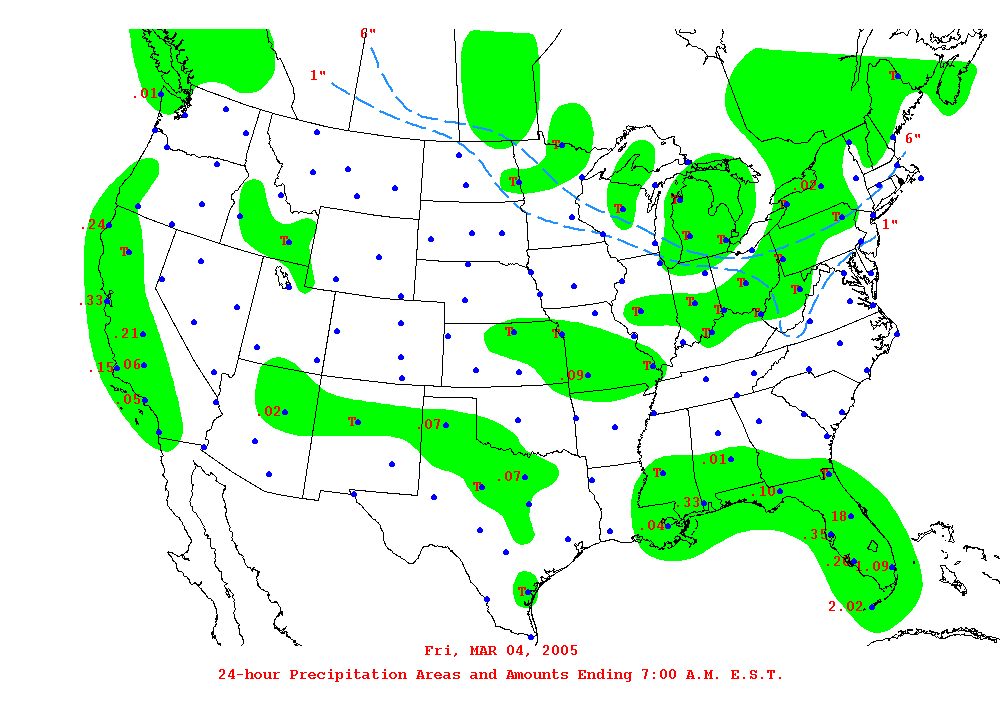 6"
1"
T
.01
T
6"
T
T
.02
T
T
T
T
1"
.24
T
T
T
T
T
T
T
.33
T
T
T
T
T
.21
T
T
T
.15
.06
T
.09
.05
.02
T
.07
.01
T
T
.07
T
.10
.33
.18
.04
.35
1.09
T
2.02
Fri, MAR 04, 2005
24-hour Precipitation Areas and Amounts Ending 7:00 A.M. E.S.T.